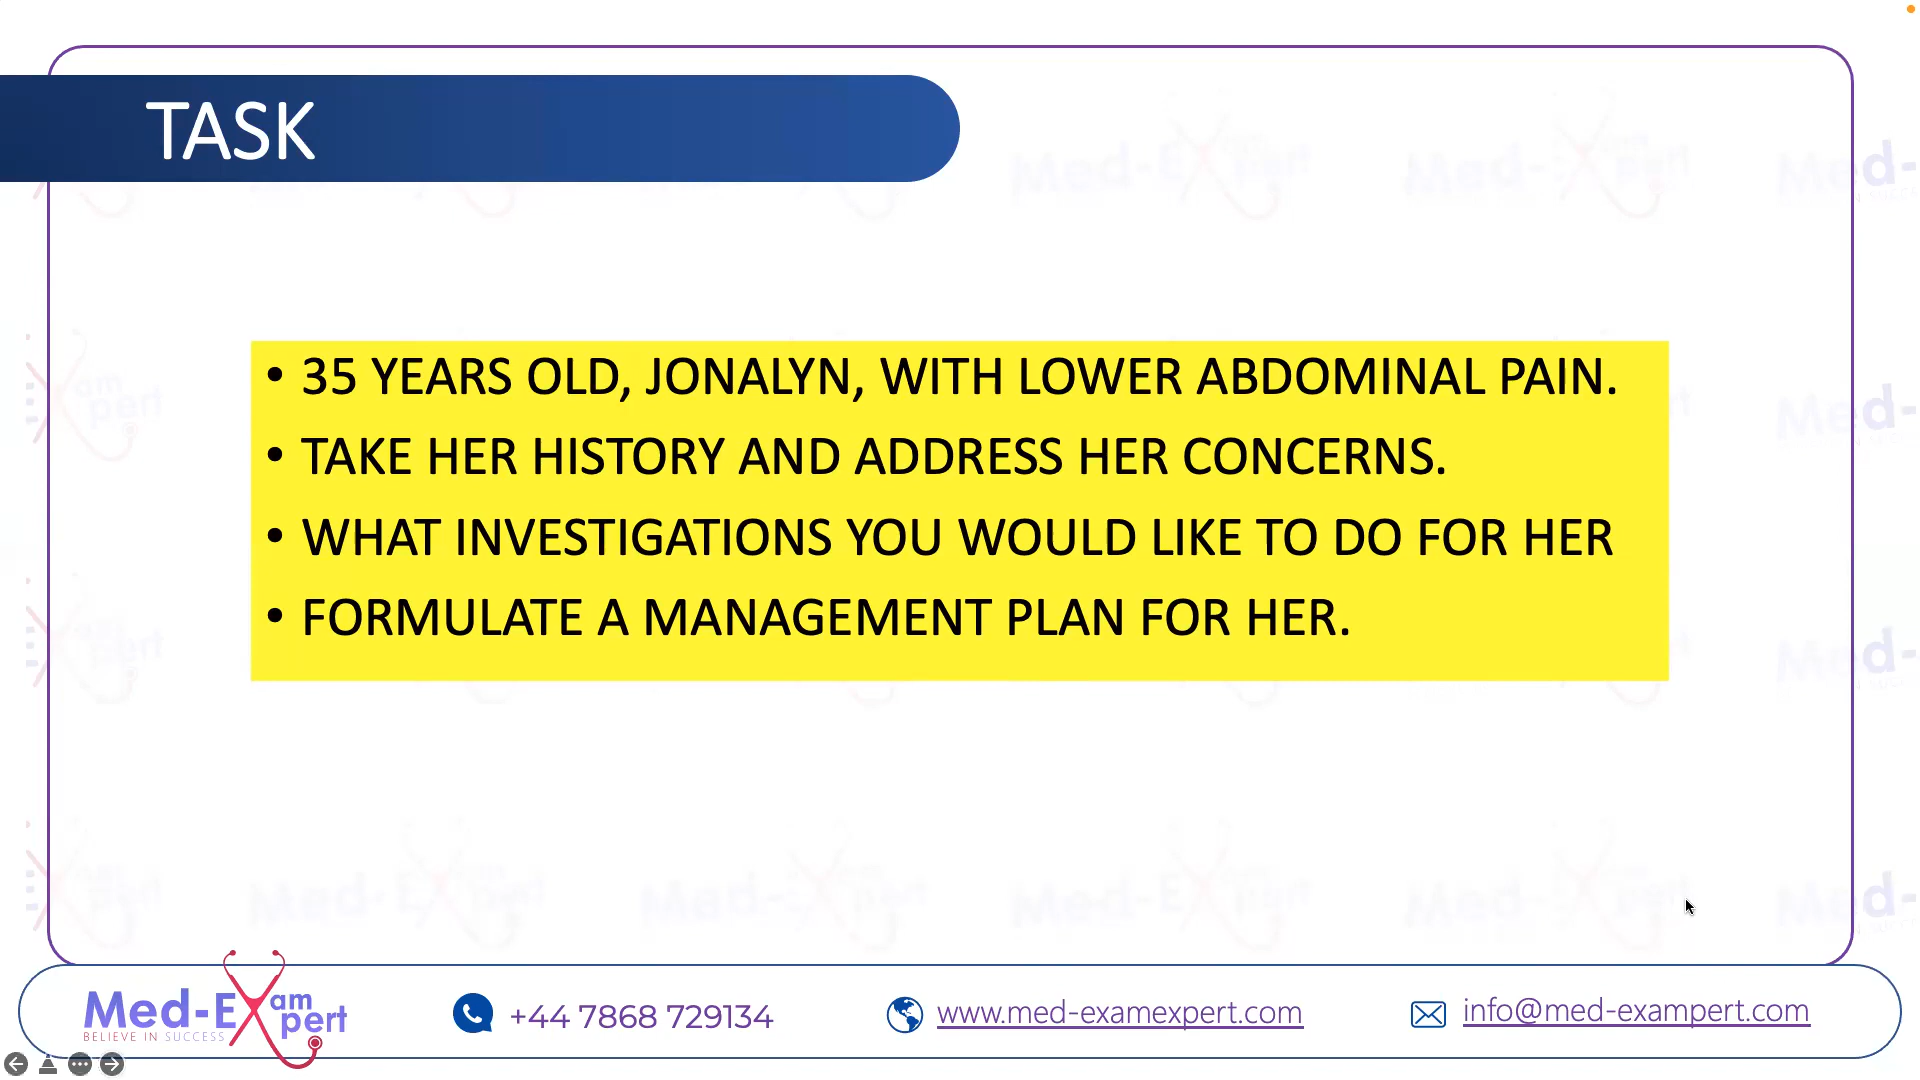 TASK
• 35 YEARS OLD, JONALYN, WITH LOWER ABDOMINAL PAIN.
• TAKE HER HISTORY AND ADDRESS HER CONCERNS.
• WHAT INVESTIGATIONS YOU WOULD LIKE TO DO FOR HER
• FORMULATE A MANAGEMENT PLAN FOR HER.
Med-Exam pert
BELIEVE IN SUCCESS
+44 7868 729134
www.med-examexpert.com
info@med-exampert.com